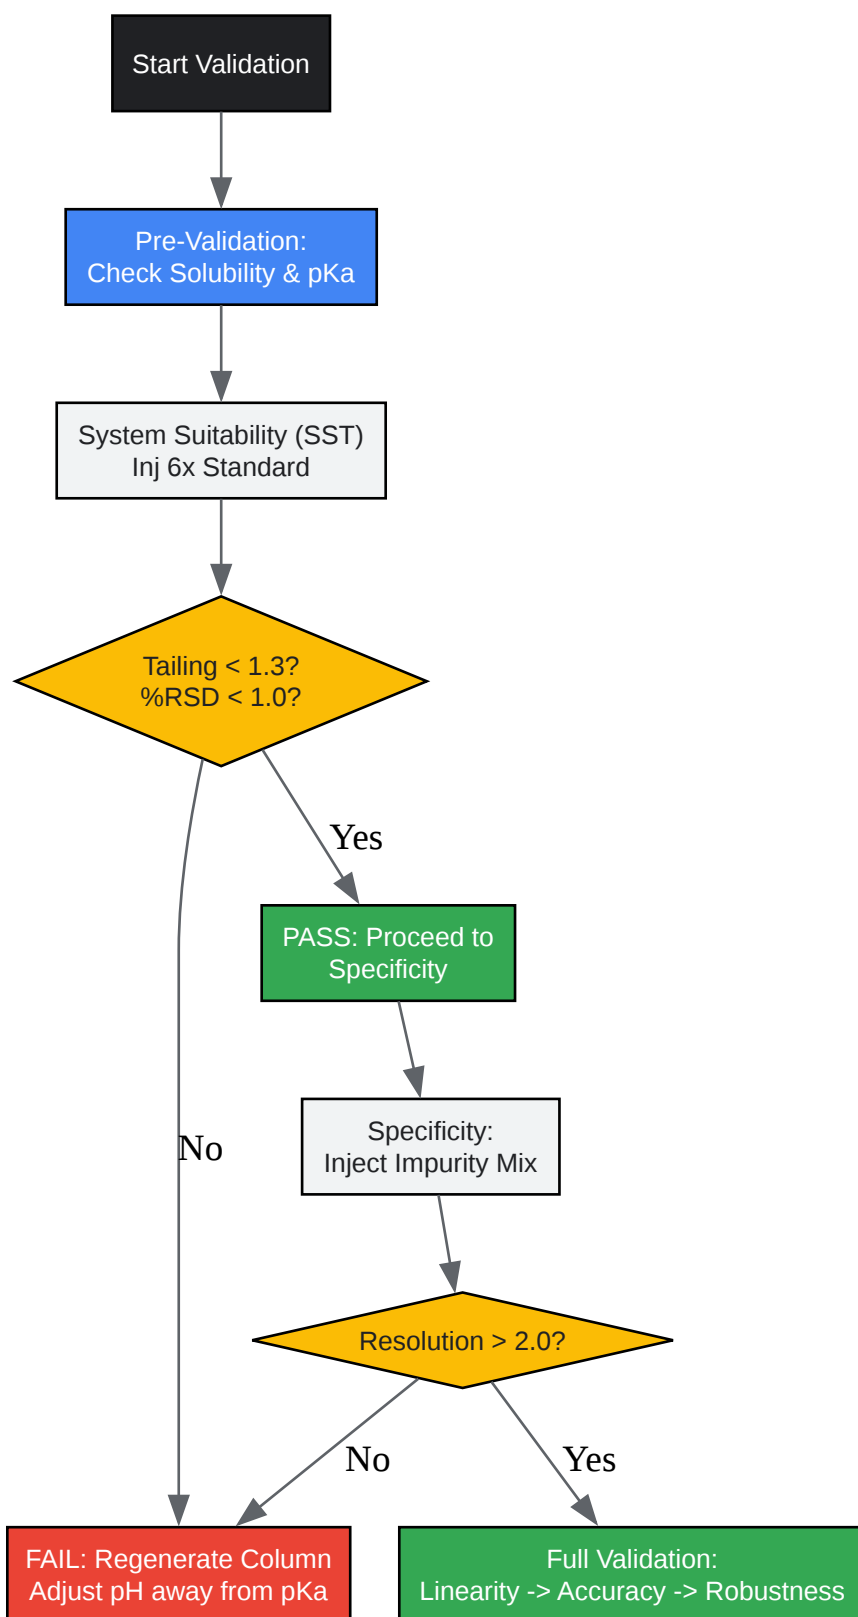 Start Validation
Pre-Validation:
Check Solubility & pKa
System Suitability (SST)
Inj 6x Standard
Tailing < 1.3?
%RSD < 1.0?
Yes
PASS: Proceed to
Specificity
No
Specificity:
Inject Impurity Mix
Resolution > 2.0?
No
Yes
FAIL: Regenerate Column
Adjust pH away from pKa
Full Validation:
Linearity -> Accuracy -> Robustness